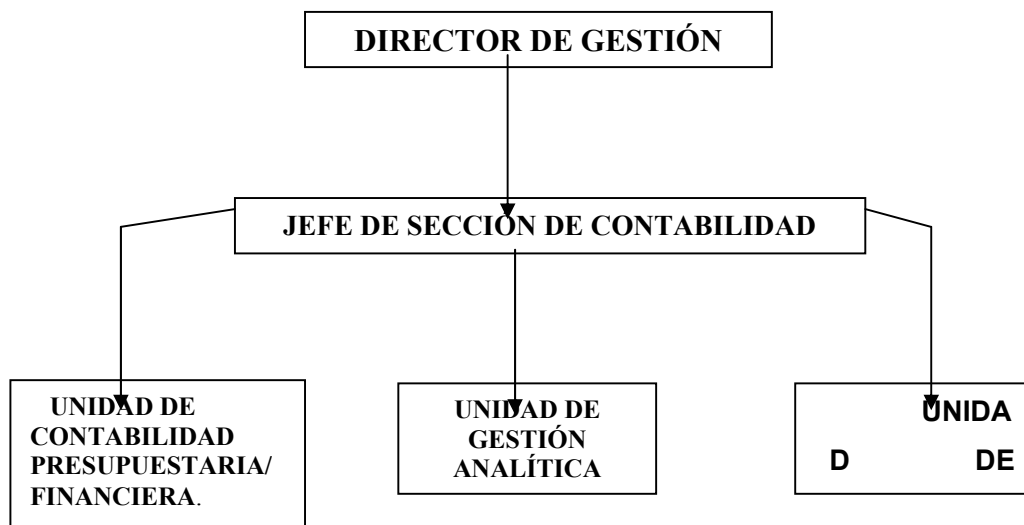 DIRECTOR DE GESTIÓN
JEFE DE SECCIÓN DE CONTABILIDAD
UNIDAD DE
CONTABILIDAD
PRESUPUESTARIA/
FINANCIERA.
UNIDAD DE
GESTIÓN
ANALÍTICA
UNIDA
D DE